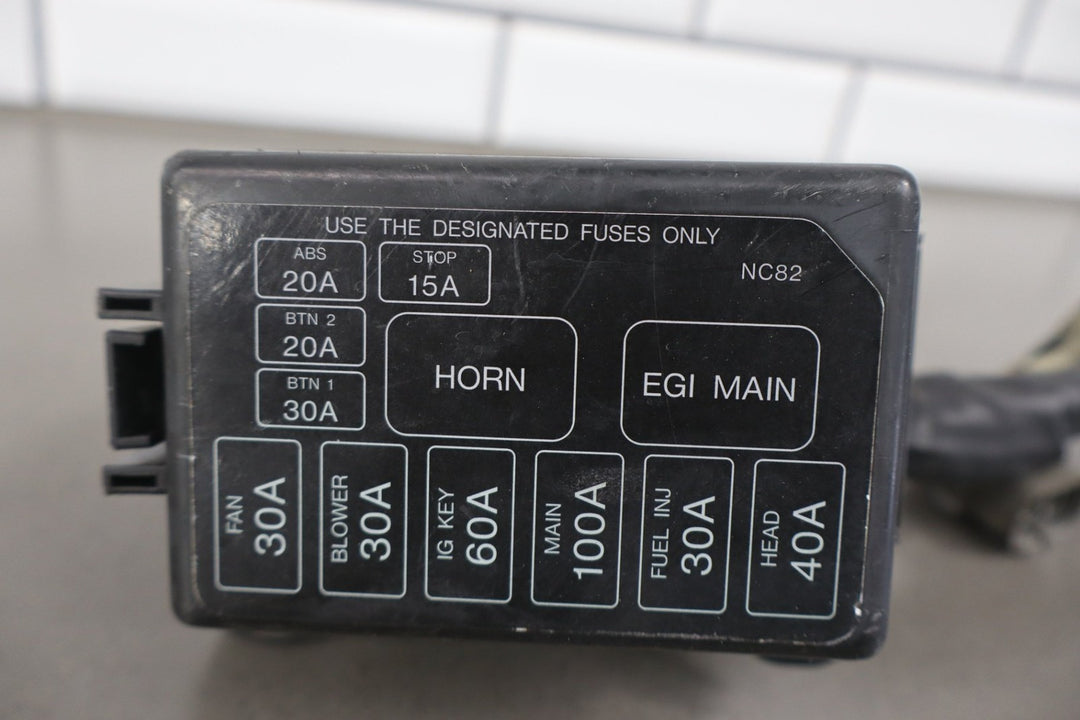 USE THE DESIGNATED FUSES ONLY
ABS
20A
STOP
15A
NC82
BTN 2
20A
BTN 1
30A
HORN
EGI MAIN
FAN
30A
BLOWER
30A
IG KEY
60A
MAIN
100A
FUEL INJ
30A
HEAD
40A